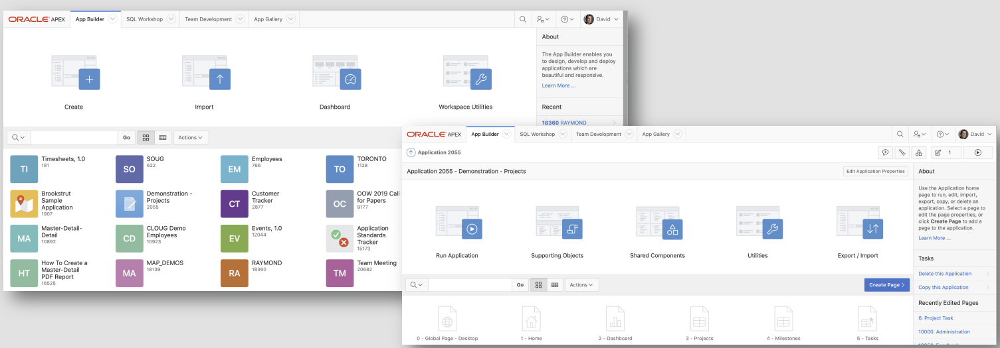 ORACLE APEX App Builder SQL Workshop Team Development App Gallery David
Create Import Dashboard Workspace Utilities
About
The App Builder enables you
to design, develop and deploy
applications which are
beautiful and responsive.
Learn More ...
Recent
18360 RAYMOND
Go Actions
TI Timesheets, 1.0
181
SO SOUG
622
EM Employees
766
TO TORONTO
1128
Brookstrut
Sample
Application
1907
Demonstration -
Projects
2055
CT Customer
Tracker
2877
OC OOW 2019 Call
for Papers
9177
MA Master-Detail-
Detail
10892
CD CLOUG Demo
Employees
10923
EV Events, 1.0
12044
Application
Standards
Tracker
15173
HT How To Create a
Master-Detail
PDF Report
16525
MA MAP_DEMOS
18139
RA RAYMOND
18360
TM Team Meeting
20682
ORACLE APEX App Builder SQL Workshop Team Development App Gallery David
Application 2055 1
Application 2055 - Demonstration - Projects Edit Application Properties
Run Application Supporting Objects Shared Components Utilities Export / Import
About
Use the Application home
page to run, edit, import,
export, copy, or delete an
application. Select a page to
edit the page properties, or
click Create Page to add a
page to the application.
Learn More ...
Tasks
Delete this Application
Copy this Application
Recently Edited Pages
6. Project Task
10000. Administration
Go Actions Create Page
0 - Global Page - Desktop 1 - Home 2 - Dashboard 3 - Projects 4 - Milestones 5 - Tasks